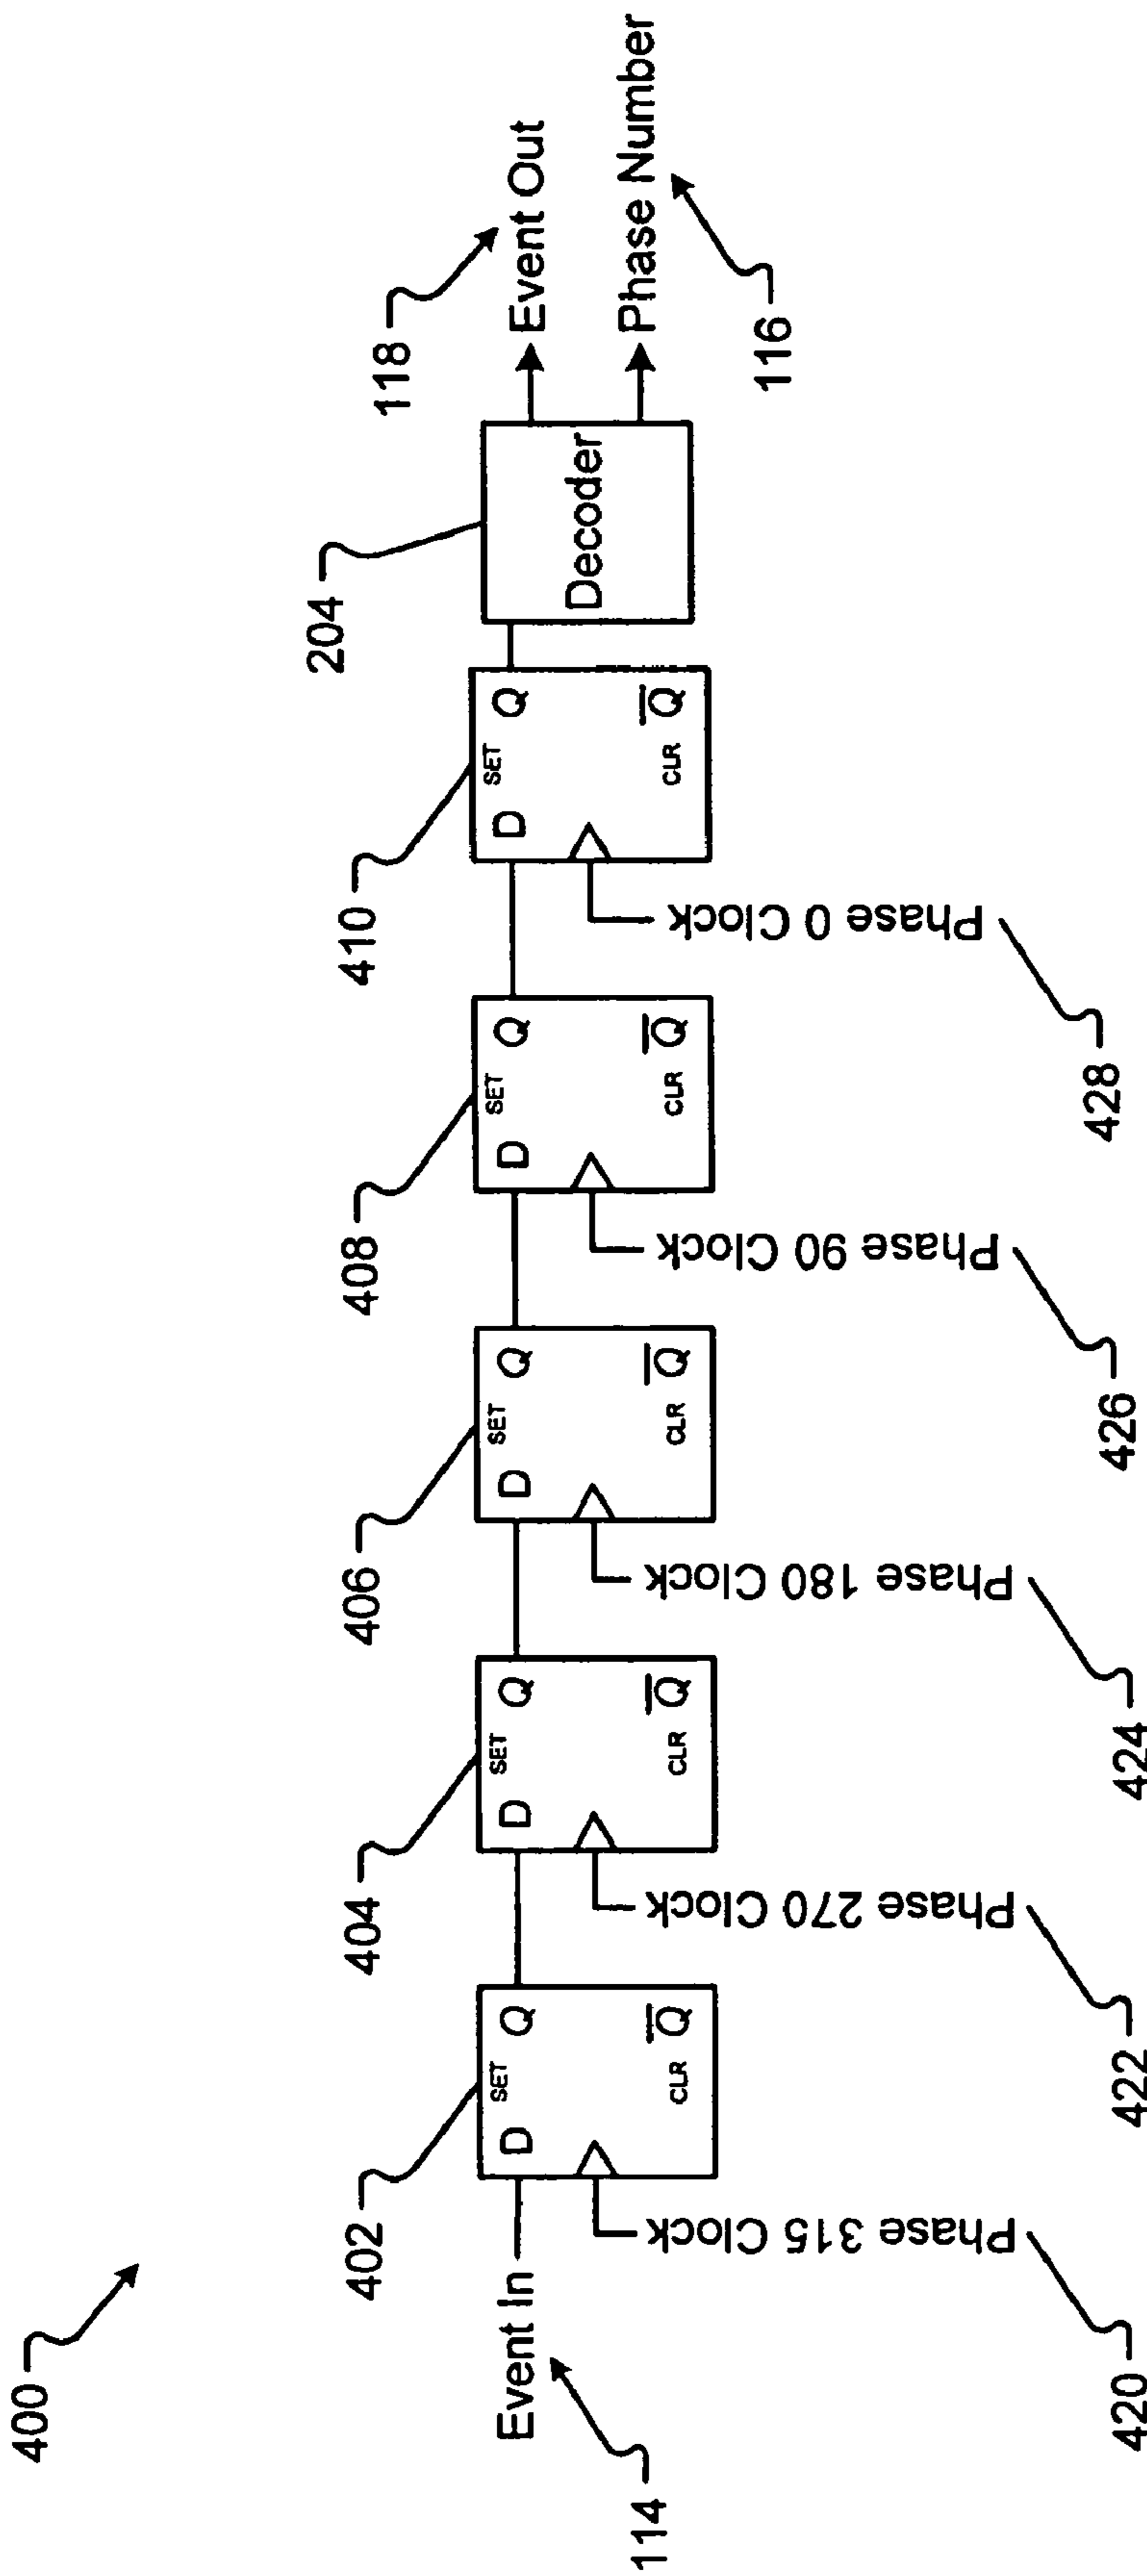 400
114
Event In
402
D
SET
Q
CLR
Q
Phase 315 Clock
420
404
D
SET
Q
CLR
Q
Phase 270 Clock
422
406
D
SET
Q
CLR
Q
Phase 180 Clock
424
408
D
SET
Q
CLR
Q
Phase 90 Clock
426
410
D
SET
Q
CLR
Q
Phase 0 Clock
428
204
Decoder
118
Event Out
Phase Number
116